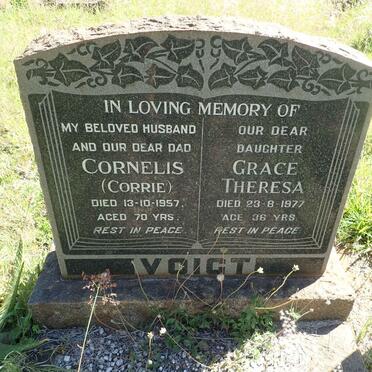 IN LOVING MEMORY OF
MY BELOVED HUSBAND
AND OUR DEAR DAD
CORNELIS
(CORRIE)
DIED 13-10-1957,
AGED 70 YRS.
REST IN PEACE
OUR DEAR
DAUGHTER
GRACE
THERESA
DIED 23-8-1977
AGE 36 YRS
REST IN PEACE
VOIGT